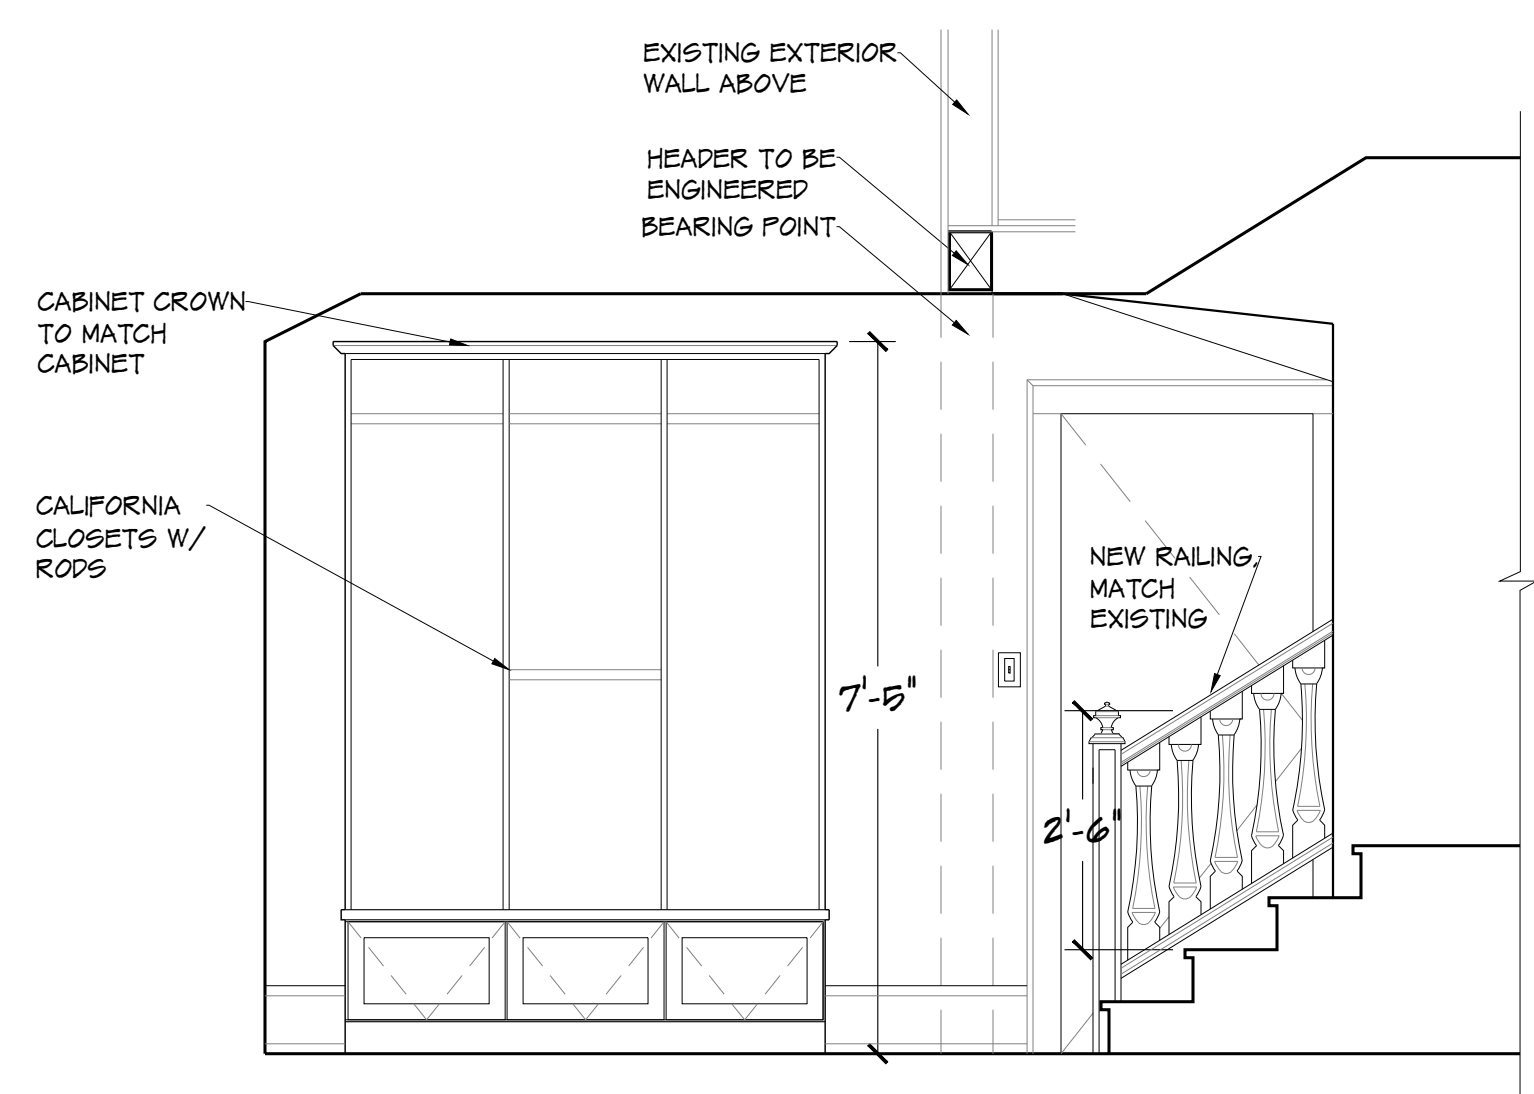 EXISTING EXTERIOR
WALL ABOVE
HEADER TO BE
ENGINEERED
BEARING POINT
CABINET CROWN
TO MATCH
CABINET
CALIFORNIA
CLOSETS W/
RODS
NEW RAILING,
MATCH
EXISTING
7'-5"
2'-6"